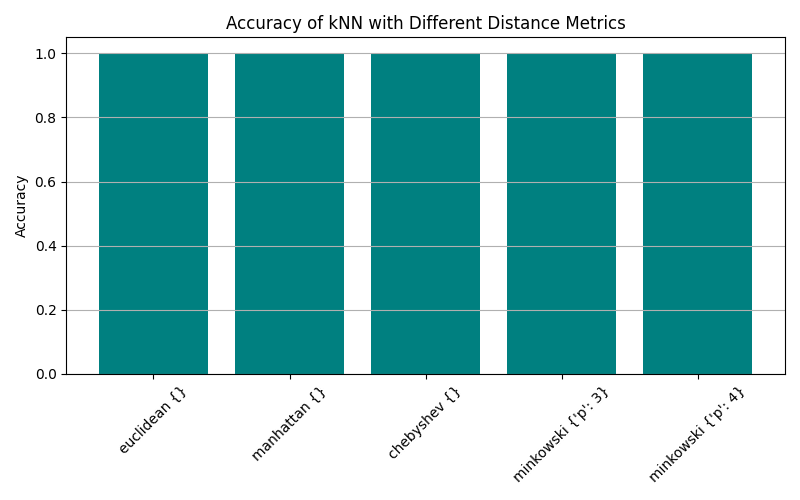 Accuracy of kNN with Different Distance Metrics
1.0
0.8
0.6
0.4
0.2
0.0
Accuracy
euclidean {}
manhattan {}
chebyshev {}
minkowski {'p': 3}
minkowski {'p': 4}